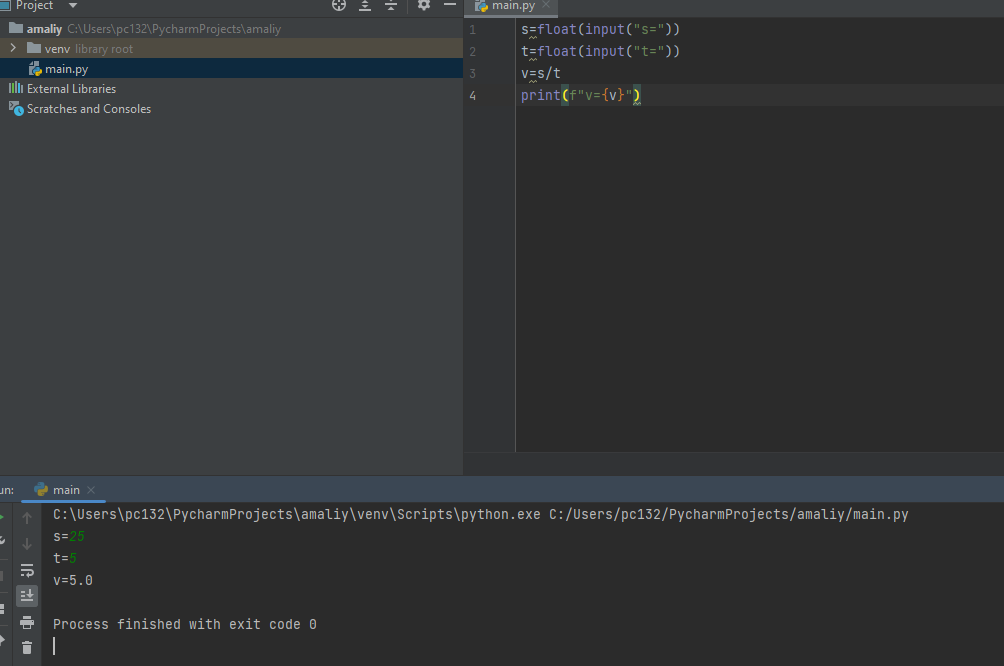 Project
main.py
amaliy C:\Users\pc132\PycharmProjects\amaliy
venv library root
main.py
External Libraries
Scratches and Consoles
1 s=float(input("s="))
2 t=float(input("t="))
3 v=s/t
4 print(f"v={v}")
un: main
C:\Users\pc132\PycharmProjects\amaliy\venv\Scripts\python.exe C:/Users/pc132/PycharmProjects/amaliy/main.py
s=25
t=5
v=5.0
Process finished with exit code 0